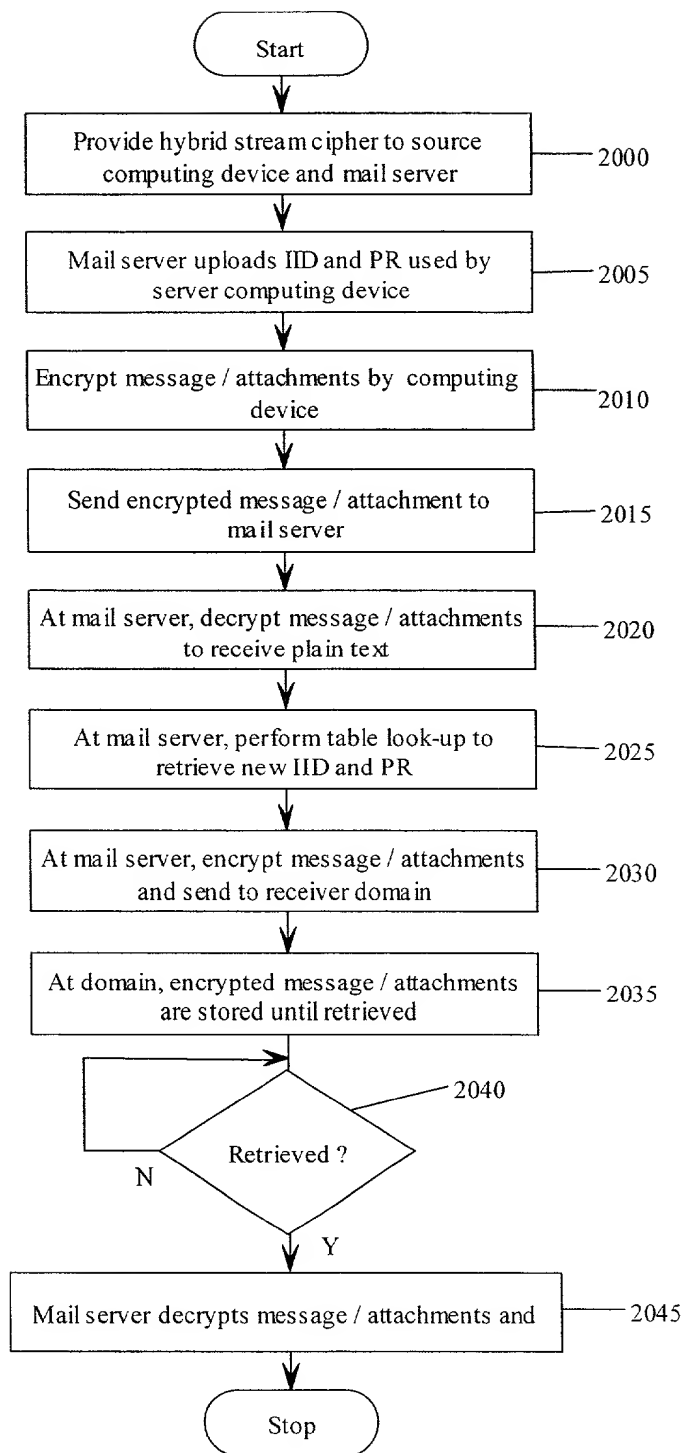 Start
Provide hybrid stream cipher to source
computing device and mail server
2000
Mail server uploads IID and PR used by
server computing device
2005
Encrypt message / attachments by computing
device
2010
Send encrypted message / attachment to
mail server
2015
At mail server, decrypt message / attachments
to receive plain text
2020
At mail server, perform table look-up to
retrieve new IID and PR
2025
At mail server, encrypt message / attachments
and send to receiver domain
2030
At domain, encrypted message / attachments
are stored until retrieved
2035
2040
Retrieved ?
N
Y
Mail server decrypts message / attachments and
2045
Stop